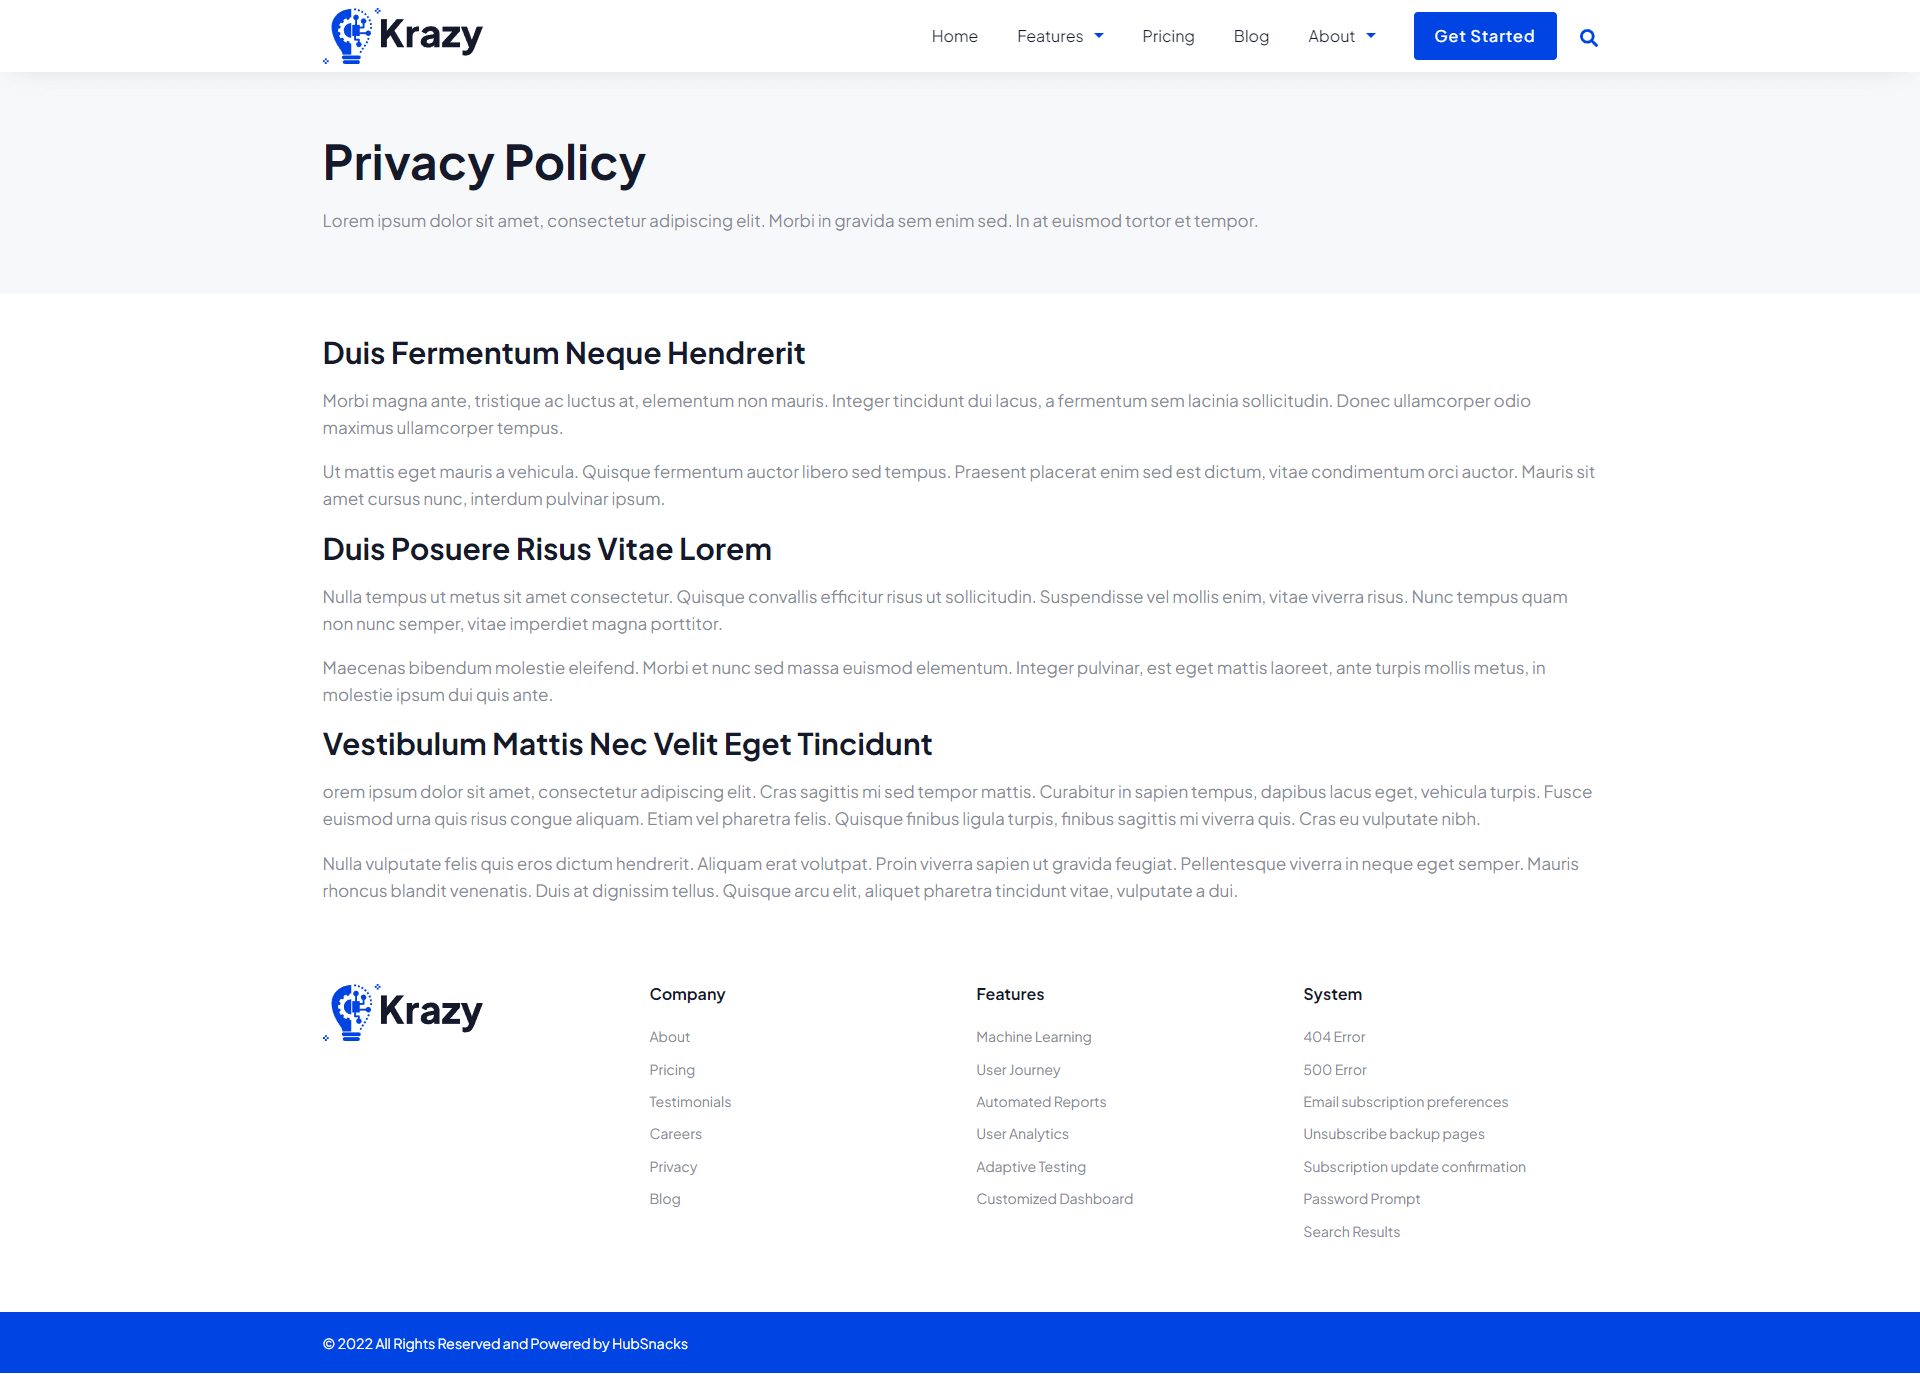 Krazy
Home
Features
Pricing
Blog
About
Get Started
Privacy Policy
Lorem ipsum dolor sit amet, consectetur adipiscing elit. Morbi in gravida sem enim sed. In at euismod tortor et tempor.
Duis Fermentum Neque Hendrerit
Morbi magna ante, tristique ac luctus at, elementum non mauris. Integer tincidunt dui lacus, a fermentum sem lacinia sollicitudin. Donec ullamcorper odio
maximus ullamcorper tempus.
Ut mattis eget mauris a vehicula. Quisque fermentum auctor libero sed tempus. Praesent placerat enim sed est dictum, vitae condimentum orci auctor. Mauris sit
amet cursus nunc, interdum pulvinar ipsum.
Duis Posuere Risus Vitae Lorem
Nulla tempus ut metus sit amet consectetur. Quisque convallis efficitur risus ut sollicitudin. Suspendisse vel mollis enim, vitae viverra risus. Nunc tempus quam
non nunc semper, vitae imperdiet magna porttitor.
Maecenas bibendum molestie eleifend. Morbi et nunc sed massa euismod elementum. Integer pulvinar, est eget mattis laoreet, ante turpis mollis metus, in
molestie ipsum dui quis ante.
Vestibulum Mattis Nec Velit Eget Tincidunt
orem ipsum dolor sit amet, consectetur adipiscing elit. Cras sagittis mi sed tempor mattis. Curabitur in sapien tempus, dapibus lacus eget, vehicula turpis. Fusce
euismod urna quis risus congue aliquam. Etiam vel pharetra felis. Quisque finibus ligula turpis, finibus sagittis mi viverra quis. Cras eu vulputate nibh.
Nulla vulputate felis quis eros dictum hendrerit. Aliquam erat volutpat. Proin viverra sapien ut gravida feugiat. Pellentesque viverra in neque eget semper. Mauris
rhoncus blandit venenatis. Duis at dignissim tellus. Quisque arcu elit, aliquet pharetra tincidunt vitae, vulputate a dui.
Krazy
Company
About
Pricing
Testimonials
Careers
Privacy
Blog
Features
Machine Learning
User Journey
Automated Reports
User Analytics
Adaptive Testing
Customized Dashboard
System
404 Error
500 Error
Email subscription preferences
Unsubscribe backup pages
Subscription update confirmation
Password Prompt
Search Results
© 2022 All Rights Reserved and Powered by HubSnacks